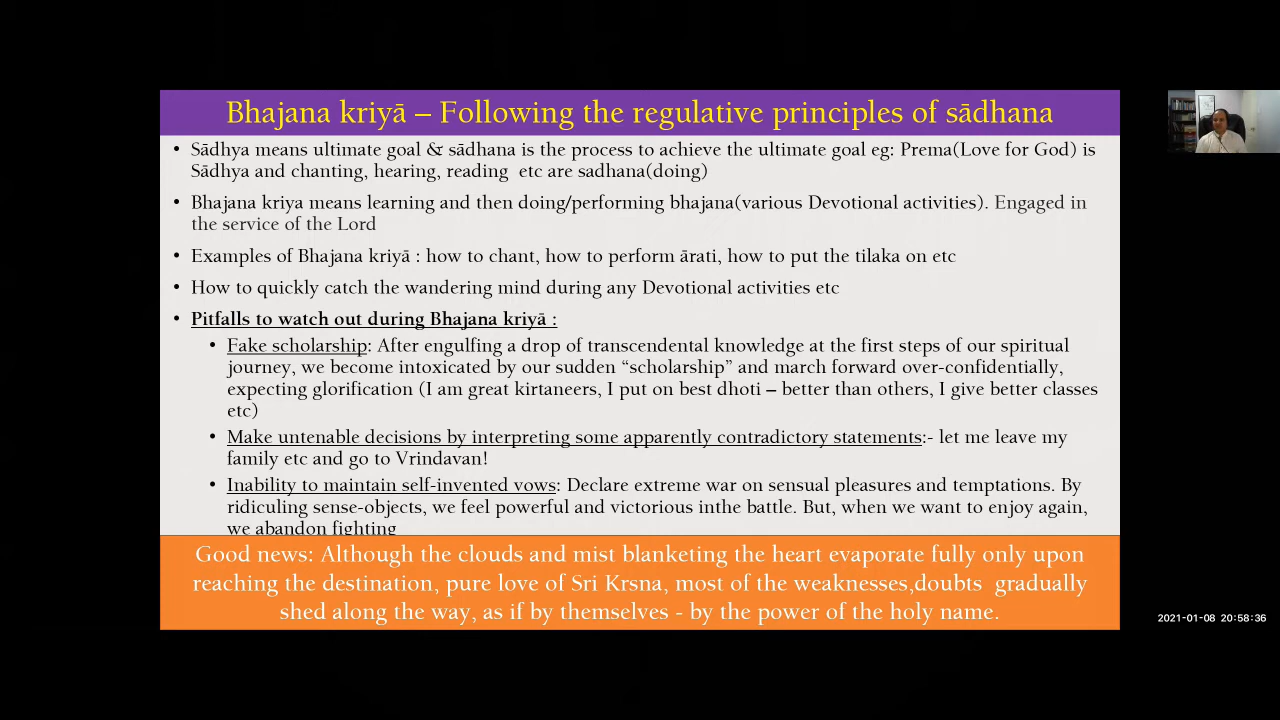 Bhajana kriyā – Following the regulative principles of sādhana
• Sādhya means ultimate goal & sādhana is the process to achieve the ultimate goal eg: Prema(Love for God) is
Sādhya and chanting, hearing, reading  etc are sadhana(doing)
• Bhajana kriya means learning and then doing/performing bhajana(various Devotional activities). Engaged in
the service of the Lord
• Examples of Bhajana kriyā : how to chant, how to perform ārati, how to put the tilaka on etc
• How to quickly catch the wandering mind during any Devotional activities etc
• Pitfalls to watch out during Bhajana kriyā :
• Fake scholarship: After engulfing a drop of transcendental knowledge at the first steps of our spiritual
journey, we become intoxicated by our sudden “scholarship” and march forward over-confidentially,
expecting glorification (I am great kirtaneers, I put on best dhoti – better than others, I give better classes
etc)
• Make untenable decisions by interpreting some apparently contradictory statements:- let me leave my
family etc and go to Vrindavan!
• Inability to maintain self-invented vows: Declare extreme war on sensual pleasures and temptations. By
ridiculing sense-objects, we feel powerful and victorious inthe battle. But, when we want to enjoy again,
we abandon fighting
Good news: Although the clouds and mist blanketing the heart evaporate fully only upon
reaching the destination, pure love of Sri Krsna, most of the weaknesses,doubts  gradually
shed along the way, as if by themselves - by the power of the holy name.
2021-01-08 20:58:36